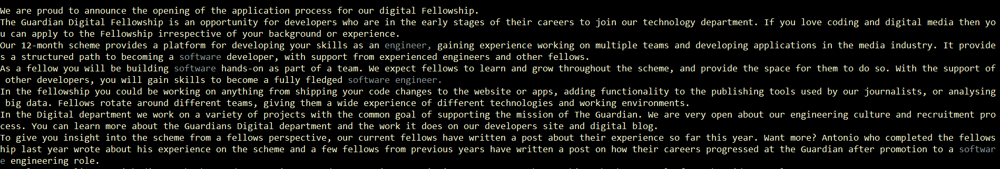 We are proud to announce the opening of the application process for our digital Fellowship.
The Guardian Digital Fellowship is an opportunity for developers who are in the early stages of their careers to join our technology department. If you love coding and digital media then yo
u can apply to the Fellowship irrespective of your background or experience.
Our 12-month scheme provides a platform for developing your skills as an engineer, gaining experience working on multiple teams and developing applications in the media industry. It provide
s a structured path to becoming a software developer, with support from experienced engineers and other fellows.
As a fellow you will be building software hands-on as part of a team. We expect fellows to learn and grow throughout the scheme, and provide the space for them to do so. With the support of
other developers, you will gain skills to become a fully fledged software engineer.
In the fellowship you could be working on anything from shipping your code changes to the website or apps, adding functionality to the publishing tools used by our journalists, or analysing
big data. Fellows rotate around different teams, giving them a wide experience of different technologies and working environments.
In the Digital department we work on a variety of projects with the common goal of supporting the mission of The Guardian. We are very open about our engineering culture and recruitment pro
cess. You can learn more about the Guardians Digital department and the work it does on our developers site and digital blog.
To give you insight into the scheme from a fellows perspective, our current fellows have written a post about their experience so far this year. Want more? Antonio who completed the fellows
hip last year wrote about his experience on the scheme and a few fellows from previous years have written a post on how their careers progressed at the Guardian after promotion to a softwar
e engineering role.